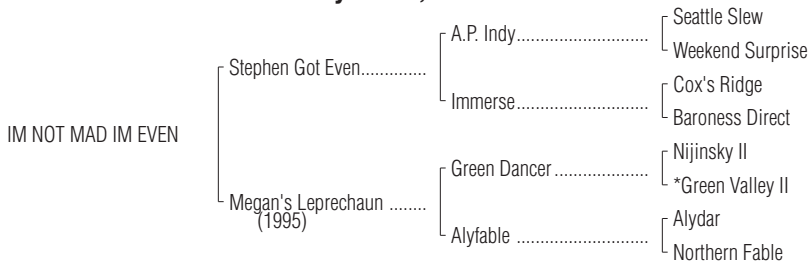 A.P. Indy............................
Seattle Slew
Weekend Surprise
Stephen Got Even..............
Immerse............................
Cox's Ridge
Baroness Direct
IM NOT MAD IM EVEN
Green Dancer ....................
Nijinsky II
*Green Valley II
Megan's Leprechaun ........
(1995)
Alyfable ............................
Alydar
Northern Fable